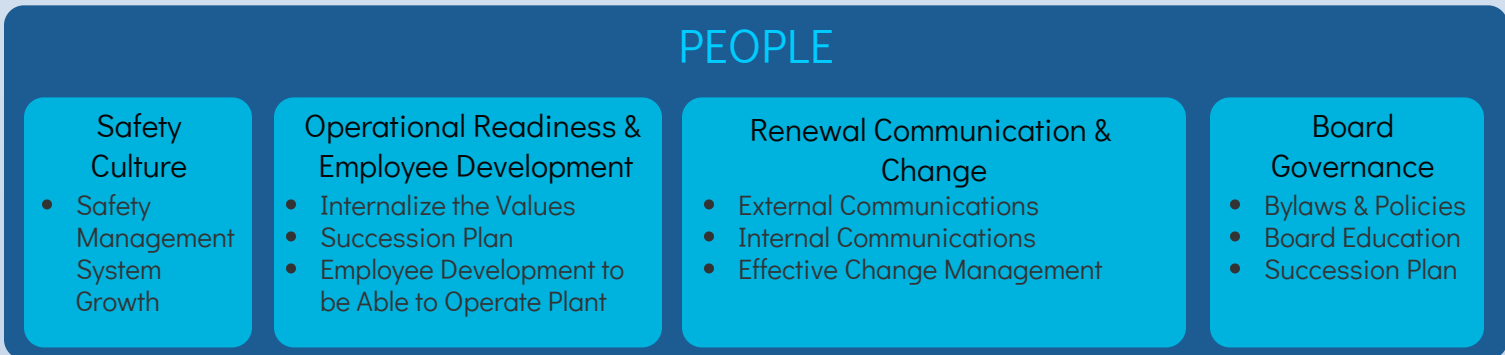 PEOPLE
Safety
Culture
• Safety
Management
System
Growth
Operational Readiness &
Employee Development
• Internalize the Values
• Succession Plan
• Employee Development to
be Able to Operate Plant
Renewal Communication &
Change
• External Communications
• Internal Communications
• Effective Change Management
Board
Governance
• Bylaws & Policies
• Board Education
• Succession Plan